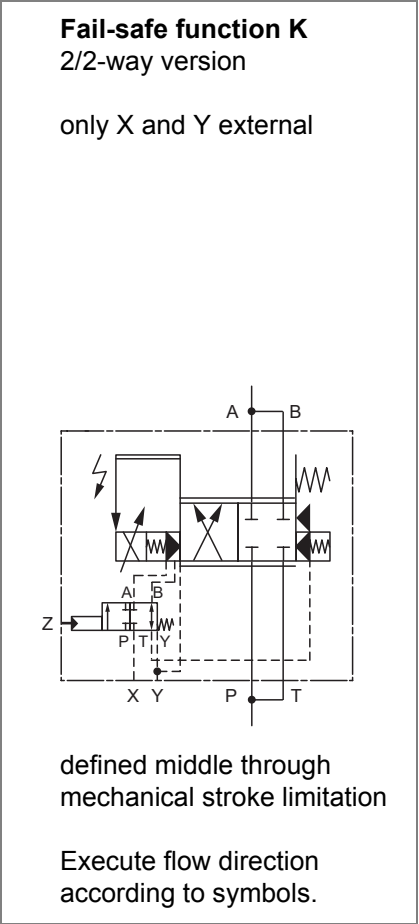 Fail-safe function K
2/2-way version
only X and Y external
A B
A B
Z
P T Y
X Y P T
defined middle through
mechanical stroke limitation
Execute flow direction
according to symbols.